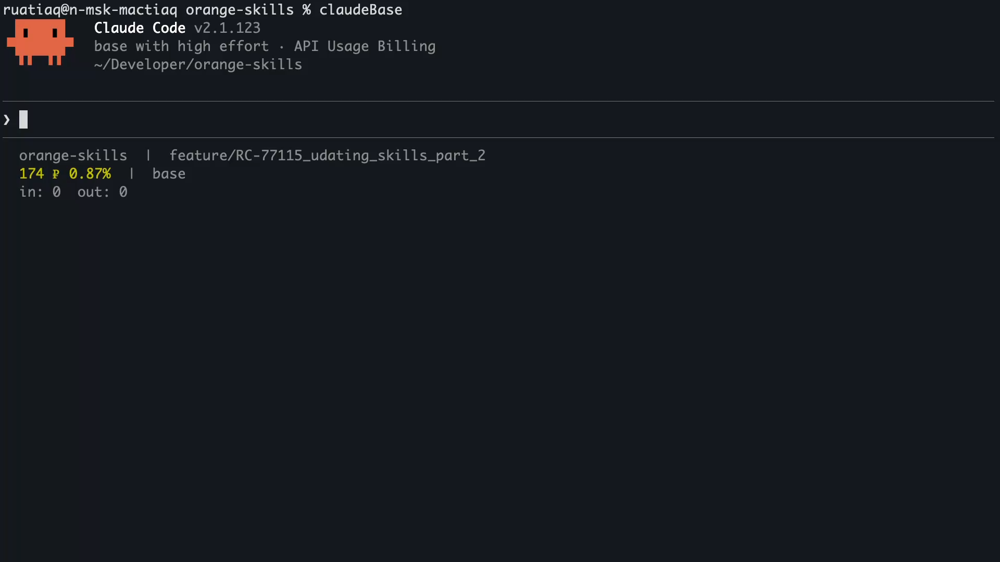 ruatiaq@n-msk-mactiaq orange-skills % claudeBase
Claude Code v2.1.123
base with high effort · API Usage Billing
~/Developer/orange-skills
❯
orange-skills | feature/RC-77115_udating_skills_part_2
174 ₽ 0.87% | base
in: 0 out: 0